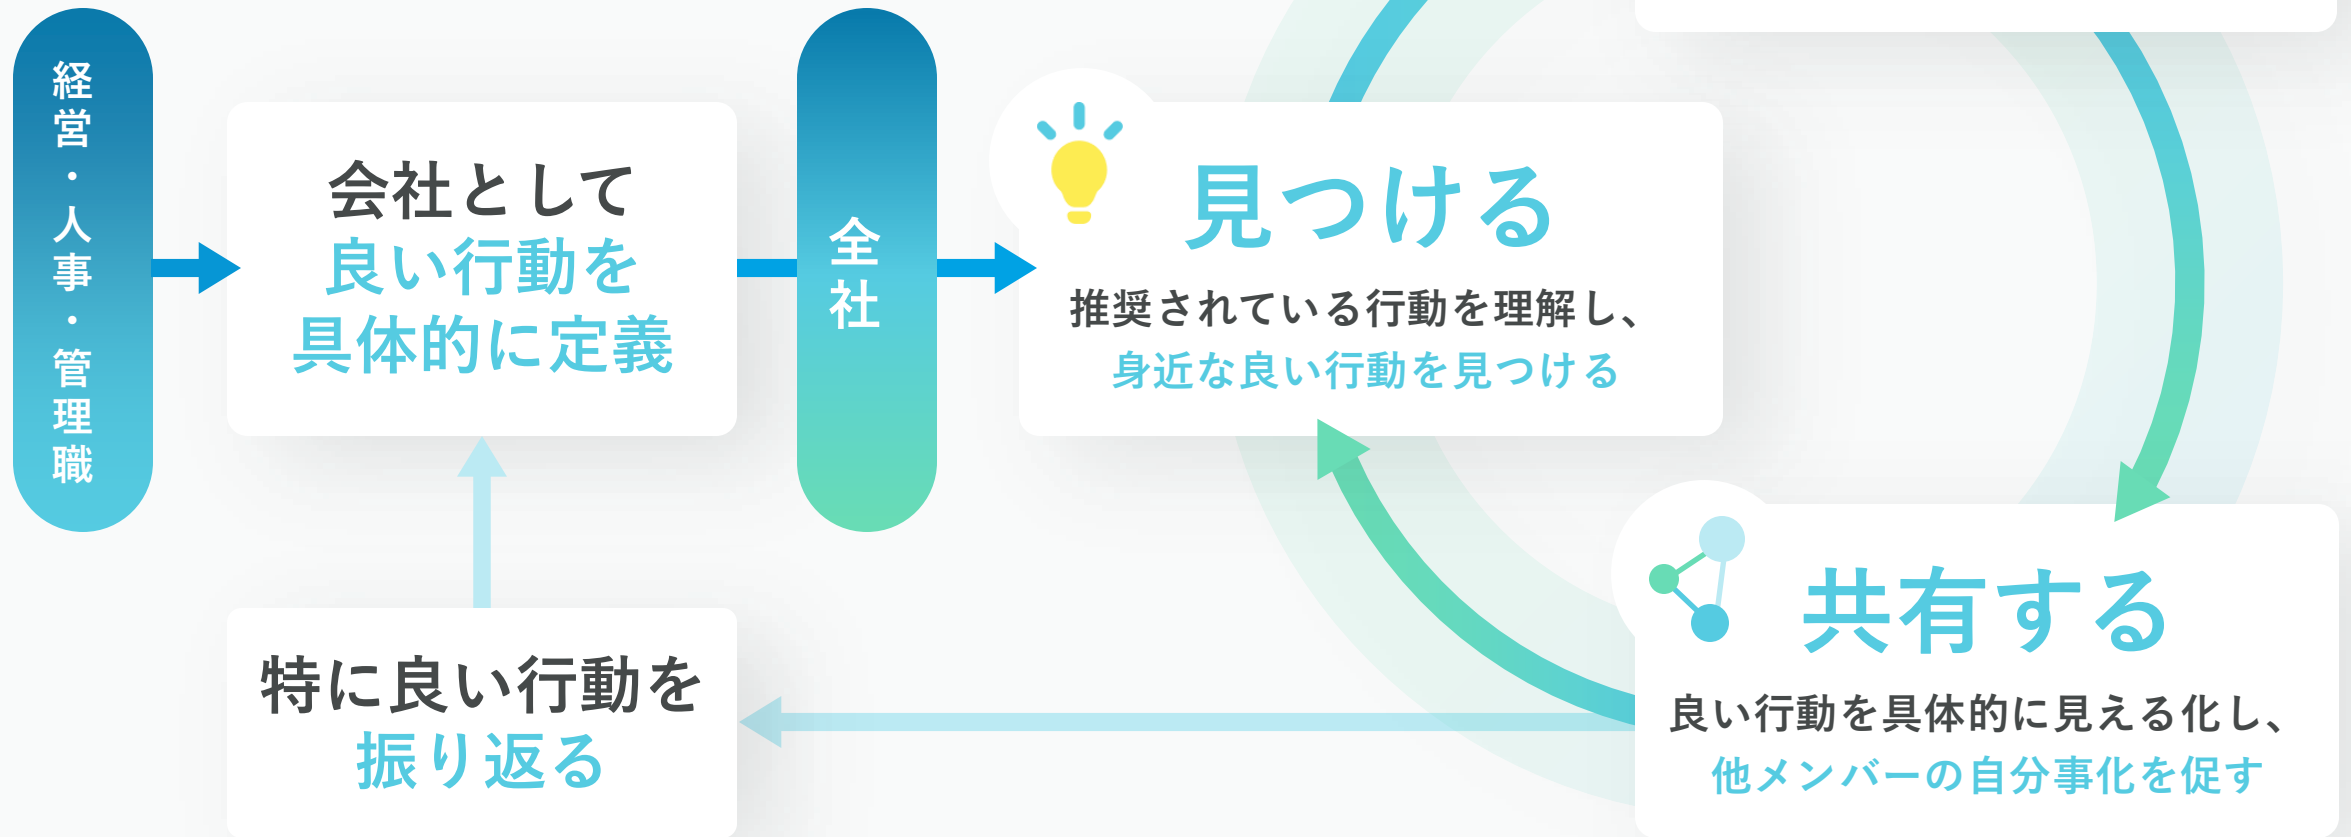 経営・人事・管理職
会社として
良い行動を
具体的に定義
全社
見つける
推奨されている行動を理解し、
身近な良い行動を見つける
共有する
良い行動を具体的に見える化し、
他メンバーの自分事化を促す
特に良い行動を
振り返る